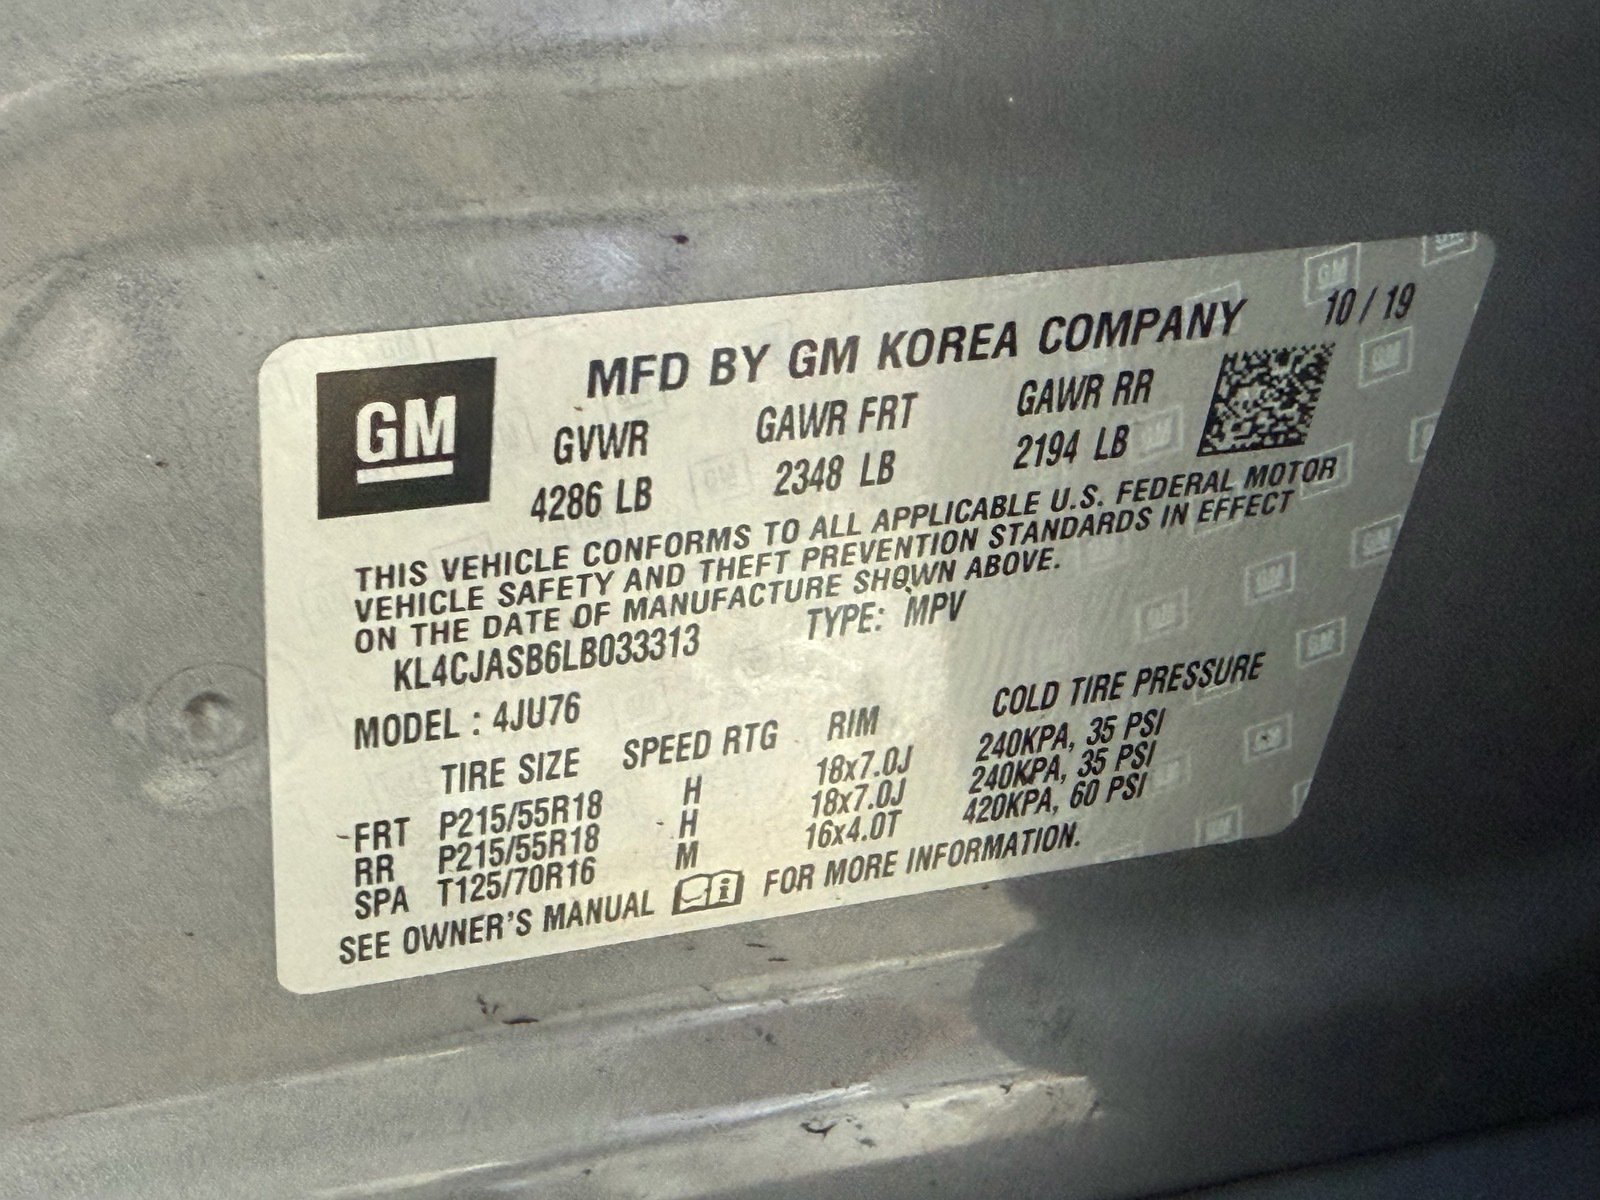 GM
MFD BY GM KOREA COMPANY 10 / 19
GVWR GAWR FRT GAWR RR
4286 LB 2348 LB 2194 LB
THIS VEHICLE CONFORMS TO ALL APPLICABLE U.S. FEDERAL MOTOR
VEHICLE SAFETY AND THEFT PREVENTION STANDARDS IN EFFECT
ON THE DATE OF MANUFACTURE SHOWN ABOVE.
KL4CJASB6LB033313 TYPE: MPV
MODEL : 4JU76
TIRE SIZE SPEED RTG RIM COLD TIRE PRESSURE
FRT P215/55R18 H 18x7.0J 240KPA, 35 PSI
RR P215/55R18 H 18x7.0J 240KPA, 35 PSI
SPA T125/70R16 M 16x4.0T 420KPA, 60 PSI
SEE OWNER'S MANUAL FOR MORE INFORMATION.